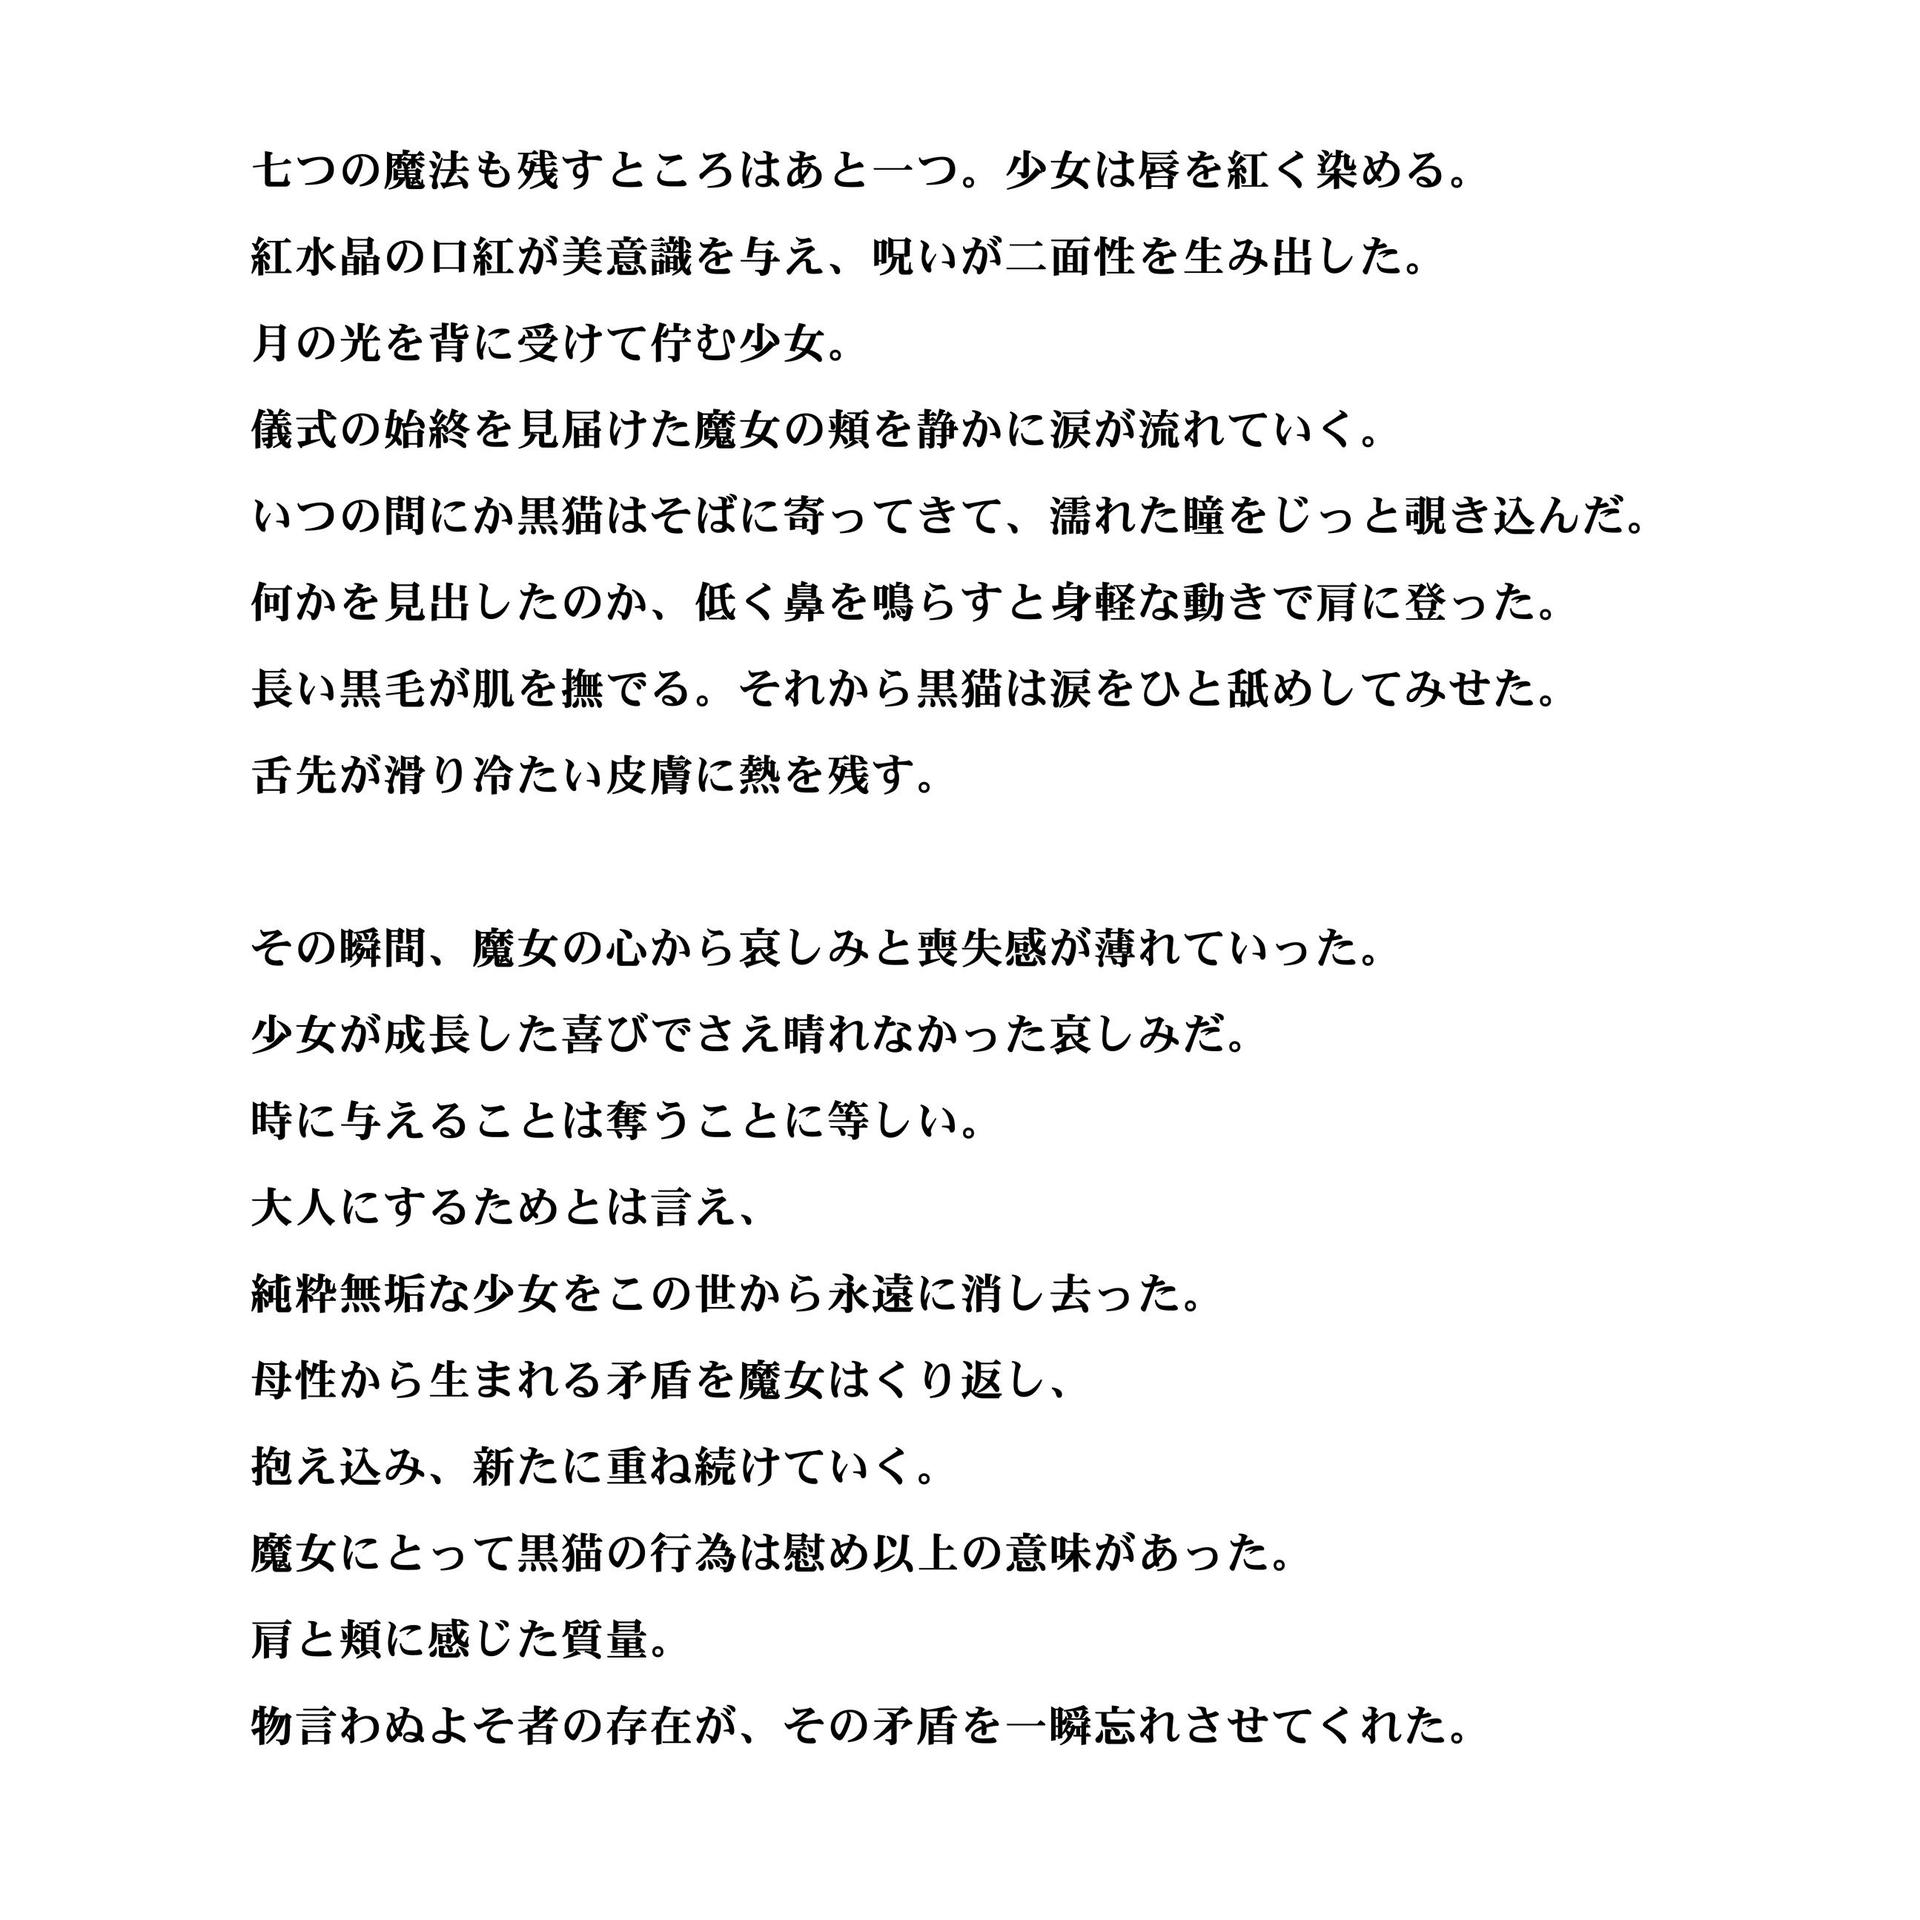 七つの魔法も残すところはあと一つ。少女は唇を紅く染める。
紅水晶の口紅が美意識を与え、呪いが二面性を生み出した。
月の光を背に受けて佇む少女。
儀式の始終を見届けた魔女の頬を静かに涙が流れていく。
いつの間にか黒猫はそばに寄ってきて、濡れた瞳をじっと覗き込んだ。
何かを見出したのか、低く鼻を鳴らすと身軽な動きで肩に登った。
長い黒毛が肌を撫でる。それから黒猫は涙をひと舐めしてみせた。
舌先が滑り冷たい皮膚に熱を残す。
その瞬間、魔女の心から哀しみと喪失感が薄れていった。
少女が成長した喜びでさえ晴れなかった哀しみだ。
時に与えることは奪うことに等しい。
大人にするためとは言え、
純粋無垢な少女をこの世から永遠に消し去った。
母性から生まれる矛盾を魔女はくり返し、
抱え込み、新たに重ね続けていく。
魔女にとって黒猫の行為は慰め以上の意味があった。
肩と頬に感じた質量。
物言わぬよそ者の存在が、その矛盾を一瞬忘れさせてくれた。